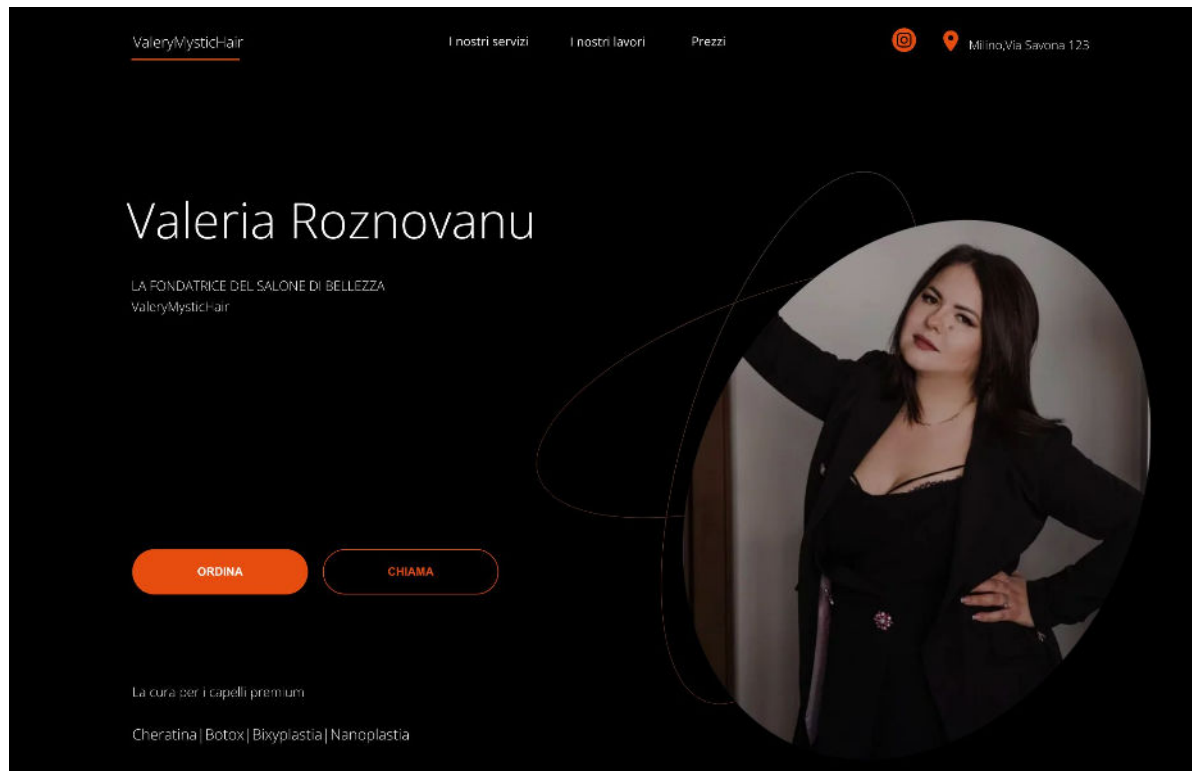 ValeryMysticHair
I nostri servizi
I nostri lavori
Prezzi
Milino,Via Savona 123
Valeria Roznovanu
LA FONDATRICE DEL SALONE DI BELLEZZA
ValeryMysticHair
ORDINA
CHIAMA
La cura per i capelli premium
Cheratina|Botox|Bixyplastia|Nanoplastia